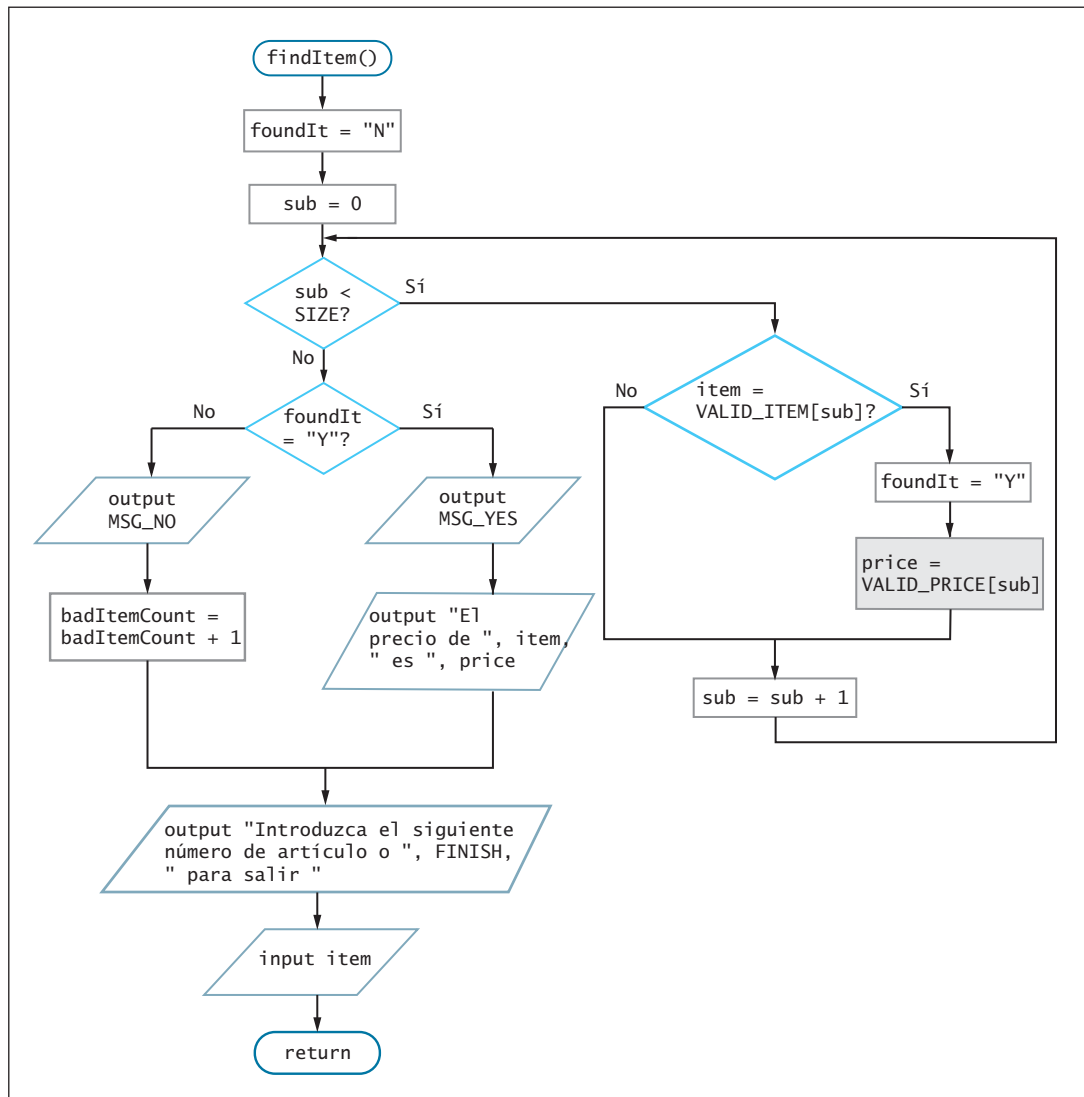 findItem()
foundIt = "N"
sub = 0
sub <
SIZE?
Sí
No
item =
VALID_ITEM[sub]?
No
Sí
foundIt = "Y"
price =
VALID_PRICE[sub]
sub = sub + 1
foundIt
= "Y"?
No
Sí
output
MSG_NO
badItemCount =
badItemCount + 1
output
MSG_YES
output "El
precio de ", item,
" es ", price
output "Introduzca el siguiente
número de artículo o ", FINISH,
" para salir "
input item
return